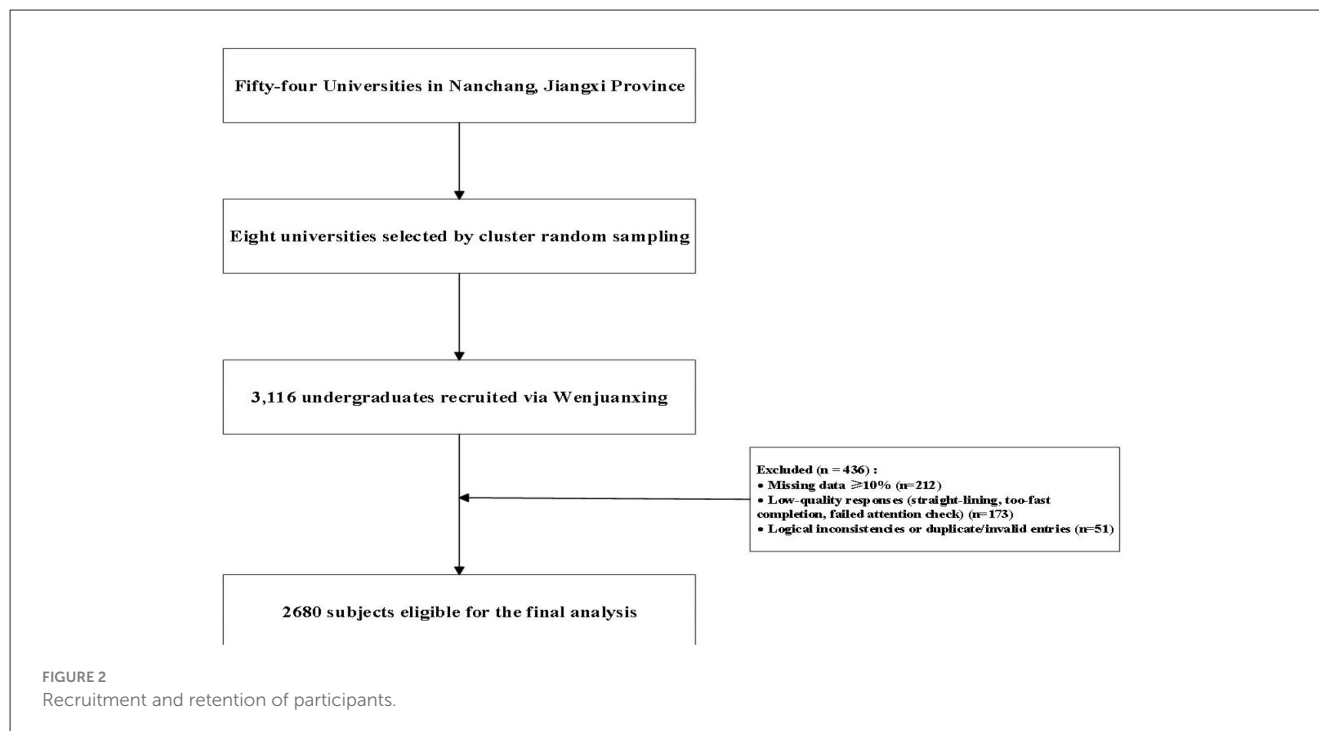 Fifty-four Universities in Nanchang, Jiangxi Province
Eight universities selected by cluster random sampling
3,116 undergraduates recruited via Wenjuanxing
Excluded (n = 436) :
• Missing data ⩾10% (n=212)
• Low-quality responses (straight-lining, too-fast
completion, failed attention check) (n=173)
• Logical inconsistencies or duplicate/invalid entries (n=51)
2680 subjects eligible for the final analysis
FIGURE 2
Recruitment and retention of participants.